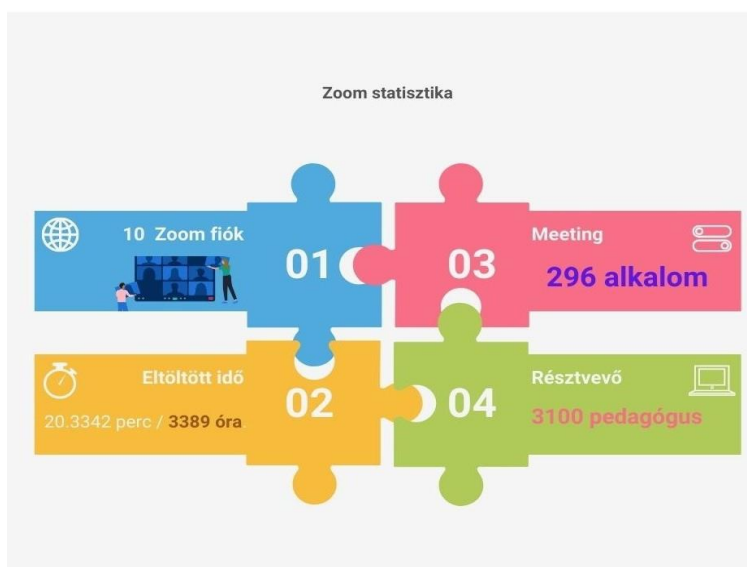 Zoom statisztika
10 Zoom fiók
01
Eltöltött idő
20.3342 perc / 3389 óra
02
Meeting
296 alkalom
03
Résztvevő
3100 pedagógus
04